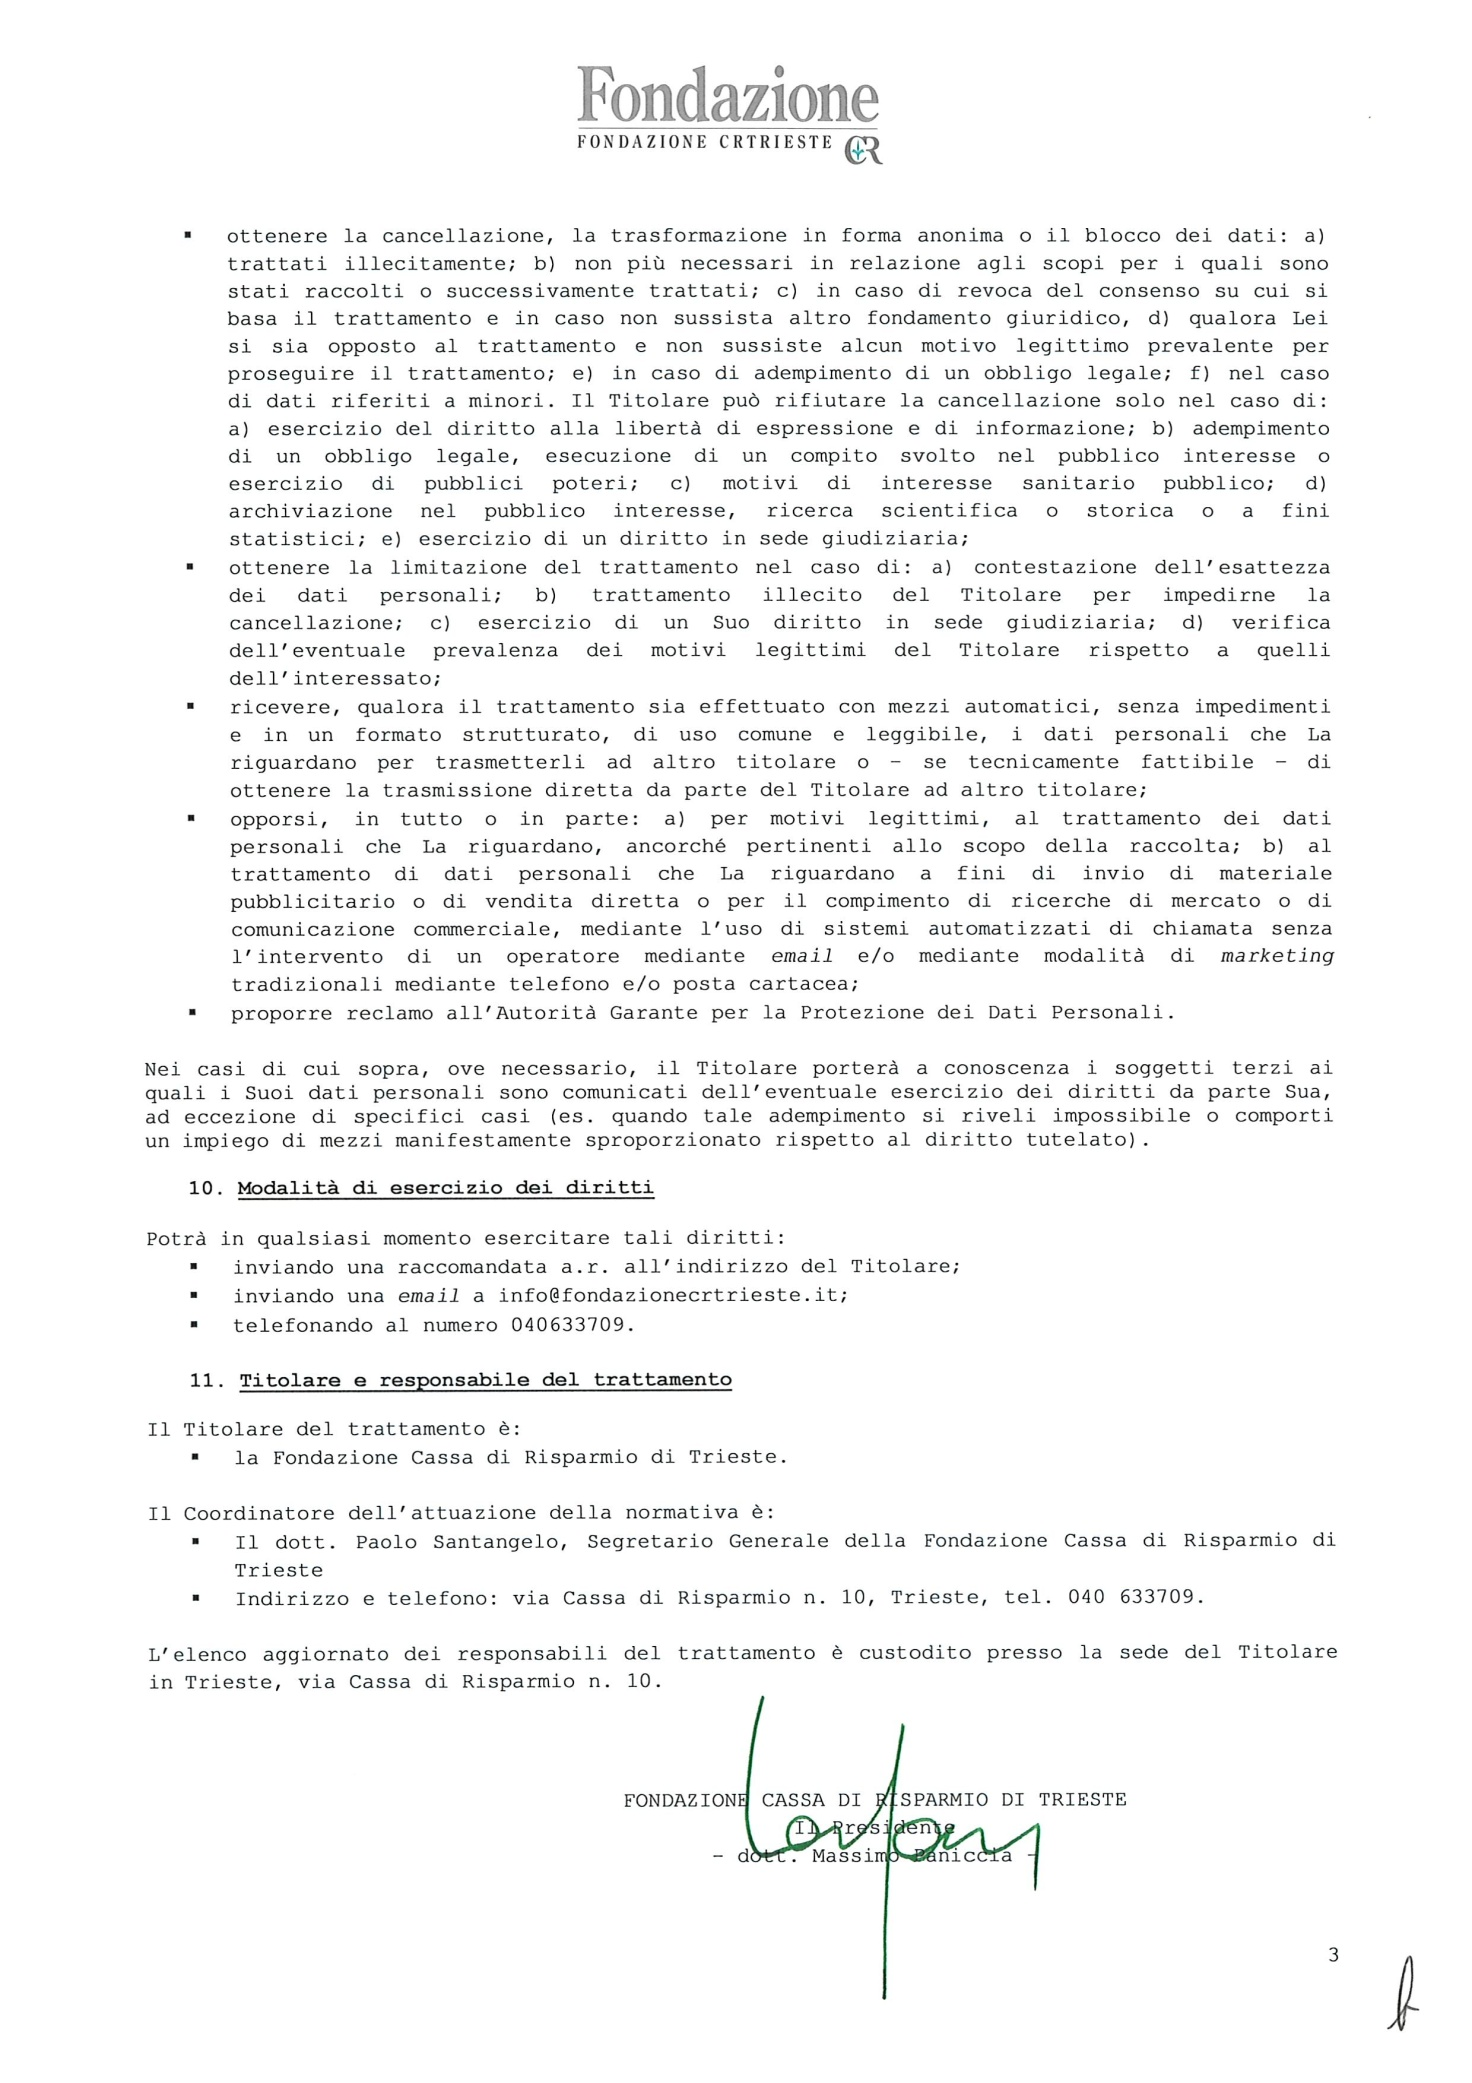 Fondazione
FONDAZIONE CRTRIESTE CR
▪ ottenere la cancellazione, la trasformazione in forma anonima o il blocco dei dati: a)
trattati illecitamente; b) non più necessari in relazione agli scopi per i quali sono
stati raccolti o successivamente trattati; c) in caso di revoca del consenso su cui si
basa il trattamento e in caso non sussista altro fondamento giuridico, d) qualora Lei
si sia opposto al trattamento e non sussiste alcun motivo legittimo prevalente per
proseguire il trattamento; e) in caso di adempimento di un obbligo legale; f) nel caso
di dati riferiti a minori. Il Titolare può rifiutare la cancellazione solo nel caso di:
a) esercizio del diritto alla libertà di espressione e di informazione; b) adempimento
di un obbligo legale, esecuzione di un compito svolto nel pubblico interesse o
esercizio di pubblici poteri; c) motivi di interesse sanitario pubblico; d)
archiviazione nel pubblico interesse, ricerca scientifica o storica o a fini
statistici; e) esercizio di un diritto in sede giudiziaria;
▪ ottenere la limitazione del trattamento nel caso di: a) contestazione dell'esattezza
dei dati personali; b) trattamento illecito del Titolare per impedirne la
cancellazione; c) esercizio di un Suo diritto in sede giudiziaria; d) verifica
dell'eventuale prevalenza dei motivi legittimi del Titolare rispetto a quelli
dell'interessato;
▪ ricevere, qualora il trattamento sia effettuato con mezzi automatici, senza impedimenti
e in un formato strutturato, di uso comune e leggibile, i dati personali che La
riguardano per trasmetterli ad altro titolare o – se tecnicamente fattibile – di
ottenere la trasmissione diretta da parte del Titolare ad altro titolare;
▪ opporsi, in tutto o in parte: a) per motivi legittimi, al trattamento dei dati
personali che La riguardano, ancorché pertinenti allo scopo della raccolta; b) al
trattamento di dati personali che La riguardano a fini di invio di materiale
pubblicitario o di vendita diretta o per il compimento di ricerche di mercato o di
comunicazione commerciale, mediante l'uso di sistemi automatizzati di chiamata senza
l'intervento di un operatore mediante email e/o mediante modalità di marketing
tradizionali mediante telefono e/o posta cartacea;
▪ proporre reclamo all'Autorità Garante per la Protezione dei Dati Personali.
Nei casi di cui sopra, ove necessario, il Titolare porterà a conoscenza i soggetti terzi ai
quali i Suoi dati personali sono comunicati dell'eventuale esercizio dei diritti da parte Sua,
ad eccezione di specifici casi (es. quando tale adempimento si riveli impossibile o comporti
un impiego di mezzi manifestamente sproporzionato rispetto al diritto tutelato).
10. Modalità di esercizio dei diritti
Potrà in qualsiasi momento esercitare tali diritti:
▪ inviando una raccomandata a.r. all'indirizzo del Titolare;
▪ inviando una email a info@fondazionecrtrieste.it;
▪ telefonando al numero 040633709.
11. Titolare e responsabile del trattamento
Il Titolare del trattamento è:
▪ la Fondazione Cassa di Risparmio di Trieste.
Il Coordinatore dell'attuazione della normativa è:
▪ Il dott. Paolo Santangelo, Segretario Generale della Fondazione Cassa di Risparmio di
Trieste
▪ Indirizzo e telefono: via Cassa di Risparmio n. 10, Trieste, tel. 040 633709.
L'elenco aggiornato dei responsabili del trattamento è custodito presso la sede del Titolare
in Trieste, via Cassa di Risparmio n. 10.
FONDAZIONE CASSA DI RISPARMIO DI TRIESTE
Il Presidente
– dott. Massimo Paniccia –
3